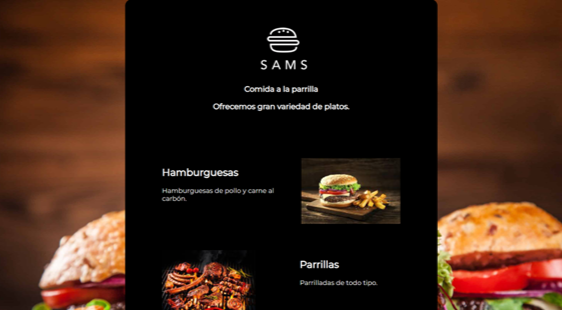 SAMS
Comida a la parrilla
Ofrecemos gran variedad de platos.
Hamburguesas
Hamburguesas de pollo y carne al
carbón.
Parrillas
Parrilladas de todo tipo.